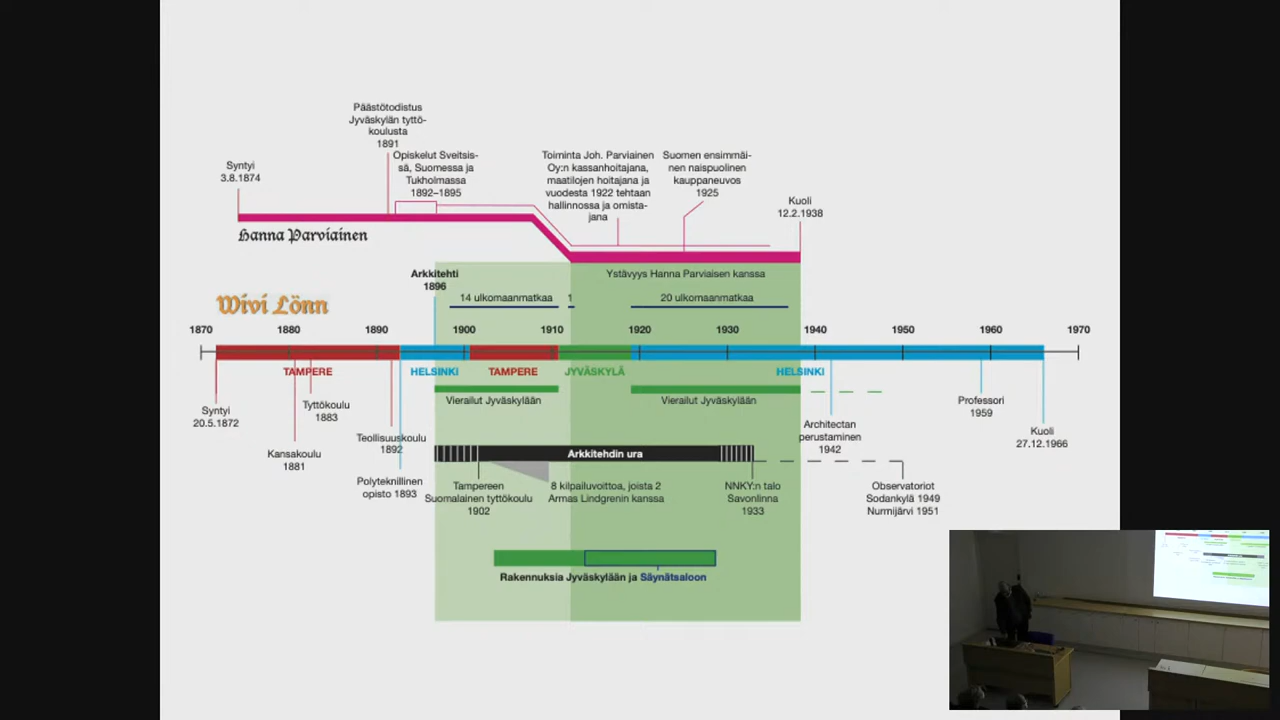 Päästötodistus
Jyväskylän tyttö-
koulusta
1891
Syntyi
3.8.1874
Opiskelut Sveitsis-
sä, Suomessa ja
Tukholmassa
1892–1895
Toiminta Joh. Parviainen
Oy:n kassanhoitajana,
maatilojen hoitajana ja
vuodesta 1922 tehtaan
hallinnossa ja omista-
jana
Suomen ensimmäi-
nen naispuolinen
kauppaneuvos
1925
Kuoli
12.2.1938
Hanna Parviainen
Arkkitehti
1896
Ystävyys Hanna Parviaisen kanssa
Wivi Lönn
14 ulkomaanmatkaa 1 20 ulkomaanmatkaa
1870 1880 1890 1900 1910 1920 1930 1940 1950 1960 1970
TAMPERE HELSINKI TAMPERE JYVÄSKYLÄ HELSINKI
Vierailut Jyväskylään Vierailut Jyväskylään
Syntyi
20.5.1872
Tyttökoulu
1883
Kansakoulu
1881
Teollisuuskoulu
1892
Polyteknillinen
opisto 1893
Architectan
perustaminen
1942
Professori
1959
Kuoli
27.12.1966
Arkkitehdin ura
Tampereen
Suomalainen tyttökoulu
1902
8 kilpailuvoittoa, joista 2
Armas Lindgrenin kanssa
NNKY:n talo
Savonlinna
1933
Observatoriot
Sodankylä 1949
Nurmijärvi 1951
Rakennuksia Jyväskylään ja Säynätsaloon